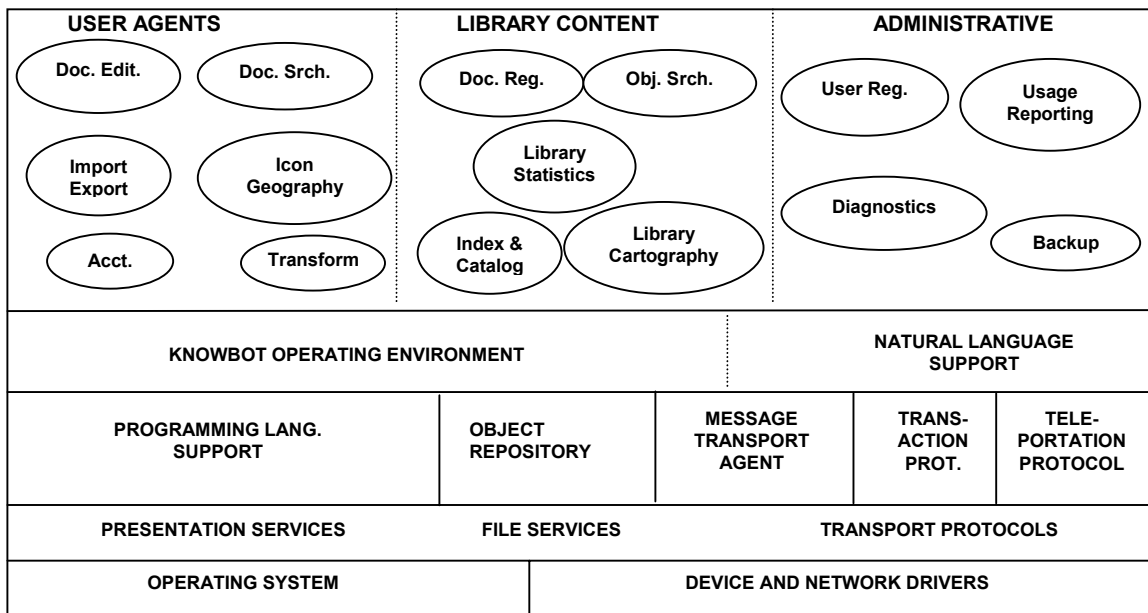 USER AGENTS
LIBRARY CONTENT
ADMINISTRATIVE
Doc. Edit.
Doc. Srch.
Import
Export
Icon
Geography
Acct.
Transform
Doc. Reg.
Obj. Srch.
Library
Statistics
Index &
Catalog
Library
Cartography
User Reg.
Usage
Reporting
Diagnostics
Backup
KNOWBOT OPERATING ENVIRONMENT
NATURAL LANGUAGE
SUPPORT
PROGRAMMING LANG.
SUPPORT
OBJECT
REPOSITORY
MESSAGE
TRANSPORT
AGENT
TRANS-
ACTION
PROT.
TELE-
PORTATION
PROTOCOL
PRESENTATION SERVICES
FILE SERVICES
TRANSPORT PROTOCOLS
OPERATING SYSTEM
DEVICE AND NETWORK DRIVERS